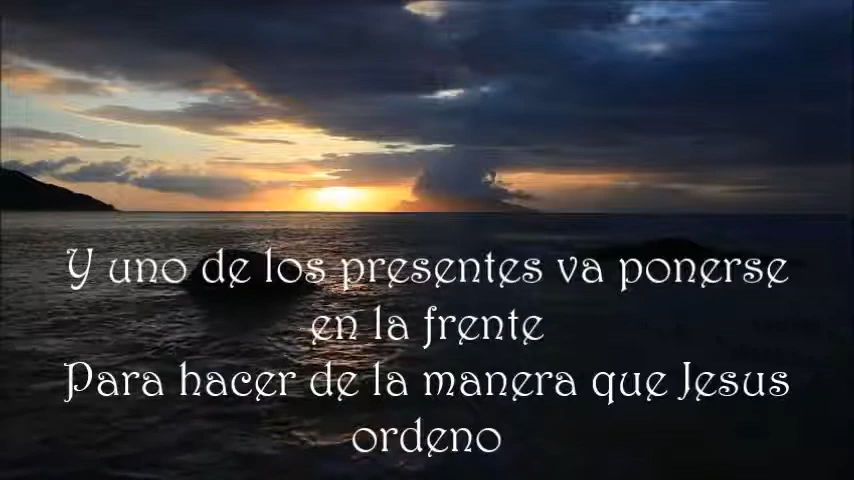 Y uno de los presentes va ponerse
en la frente
Para hacer de la manera que Jesus
ordeno